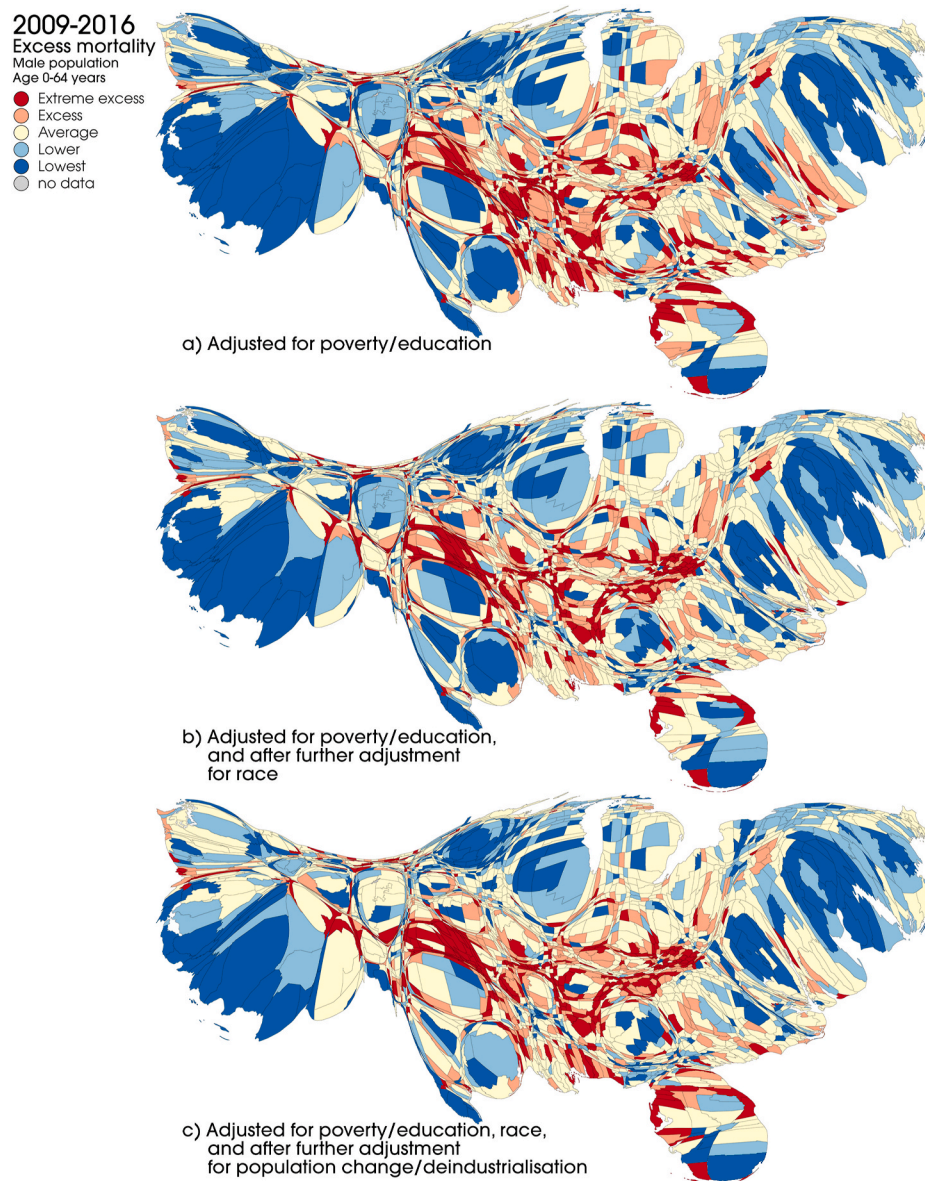 2009-2016
Excess mortality
Male population
Age 0-64 years
Extreme excess
Excess
Average
Lower
Lowest
no data
a) Adjusted for poverty/education
b) Adjusted for poverty/education,
and after further adjustment
for race
c) Adjusted for poverty/education, race,
and after further adjustment
for population change/deindustrialisation